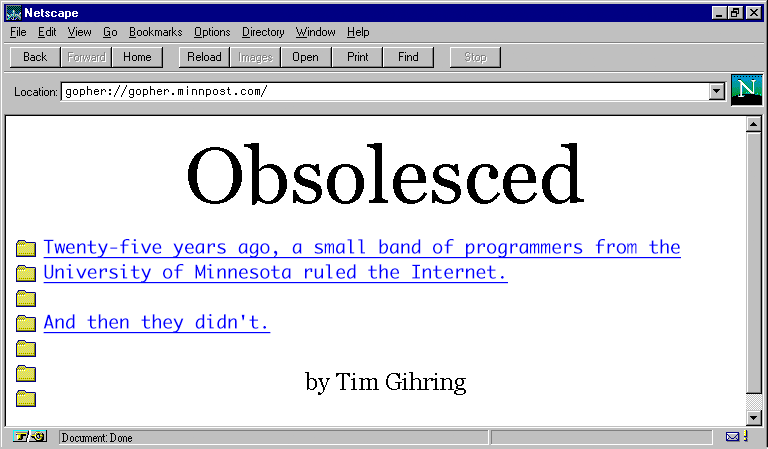 Netscape
File Edit View Go Bookmarks Options Directory Window Help
Back Forward Home Reload Images Open Print Find Stop
Location: gopher://gopher.minnpost.com/
N
Obsolesced
Twenty-five years ago, a small band of programmers from the
University of Minnesota ruled the Internet.
And then they didn't.
by Tim Gihring
Document: Done